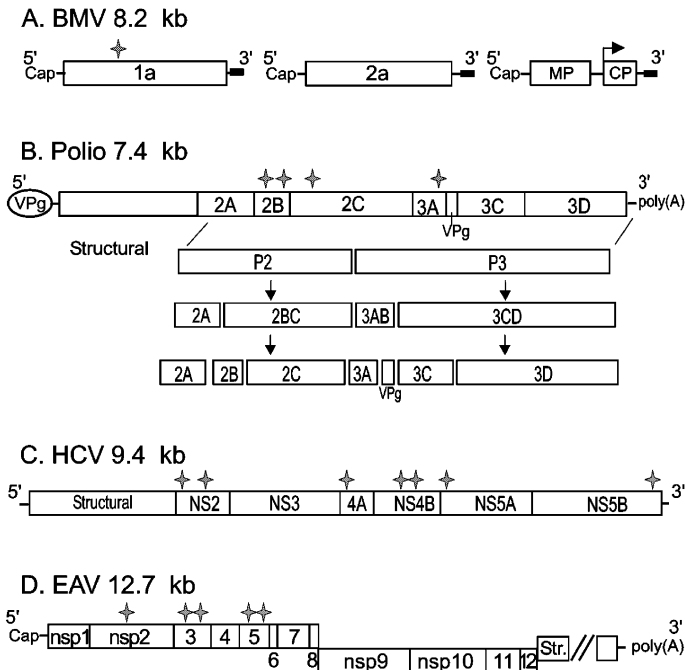 A. BMV 8.2 kb
5' 3' 5' 5' 3'
Cap 1a Cap 2a Cap MP CP
B. Polio 7.4 kb
5' 3'
VPg 2A 2B 2C 3A 3C 3D poly(A)
VPg
Structural
P2 P3
2A 2BC 3AB 3CD
2A 2B 2C 3A 3C 3D
VPg
C. HCV 9.4 kb
5' 3'
Structural NS2 NS3 4A NS4B NS5A NS5B
D. EAV 12.7 kb
5' 3'
Cap nsp1 nsp2 3 4 5 7 Str. // poly(A)
6 8 nsp9 nsp10 11 12